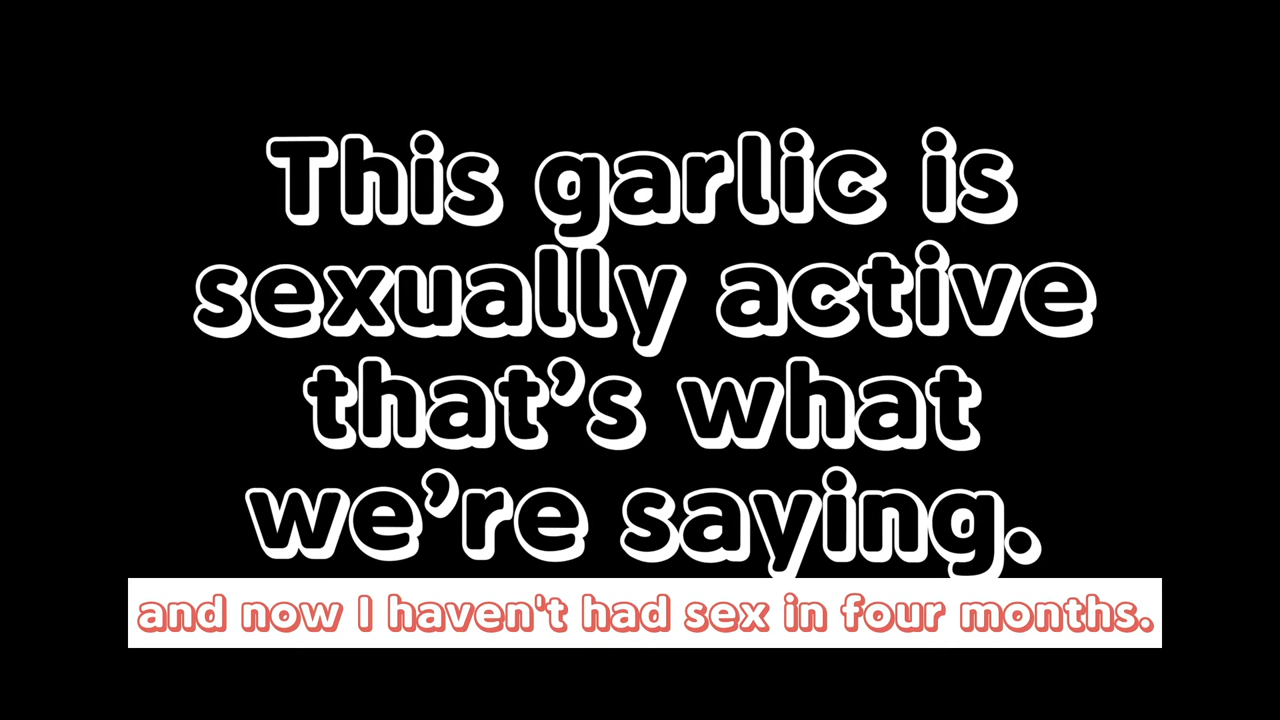 This garlic is
sexually active
that’s what
we’re saying.
and now I haven't had sex in four months.